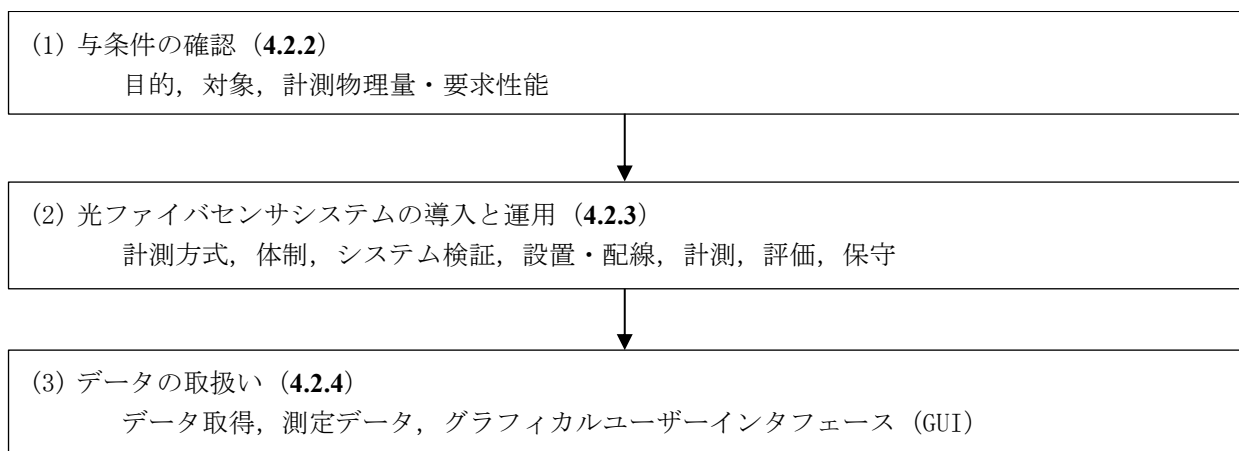 (1) 与条件の確認 (4.2.2)
目的, 対象, 計測物理量・要求性能
(2) 光ファイバセンサシステムの導入と運用 (4.2.3)
計測方式, 体制, システム検証, 設置・配線, 計測, 評価, 保守
(3) データの取扱い (4.2.4)
データ取得, 測定データ, グラフィカルユーザーインタフェース (GUI)